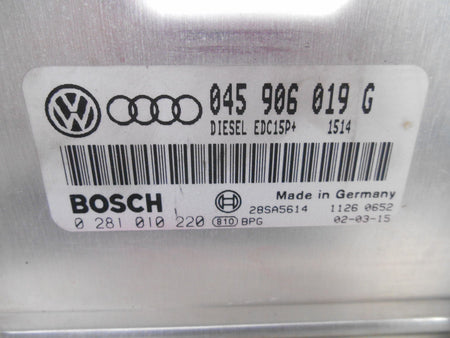 045 906 019 G
DIESEL EDC15P+ 1514
BOSCH
Made in Germany
28SA5614 1126 0652
0 281 010 220 810 BPG 02-03-15